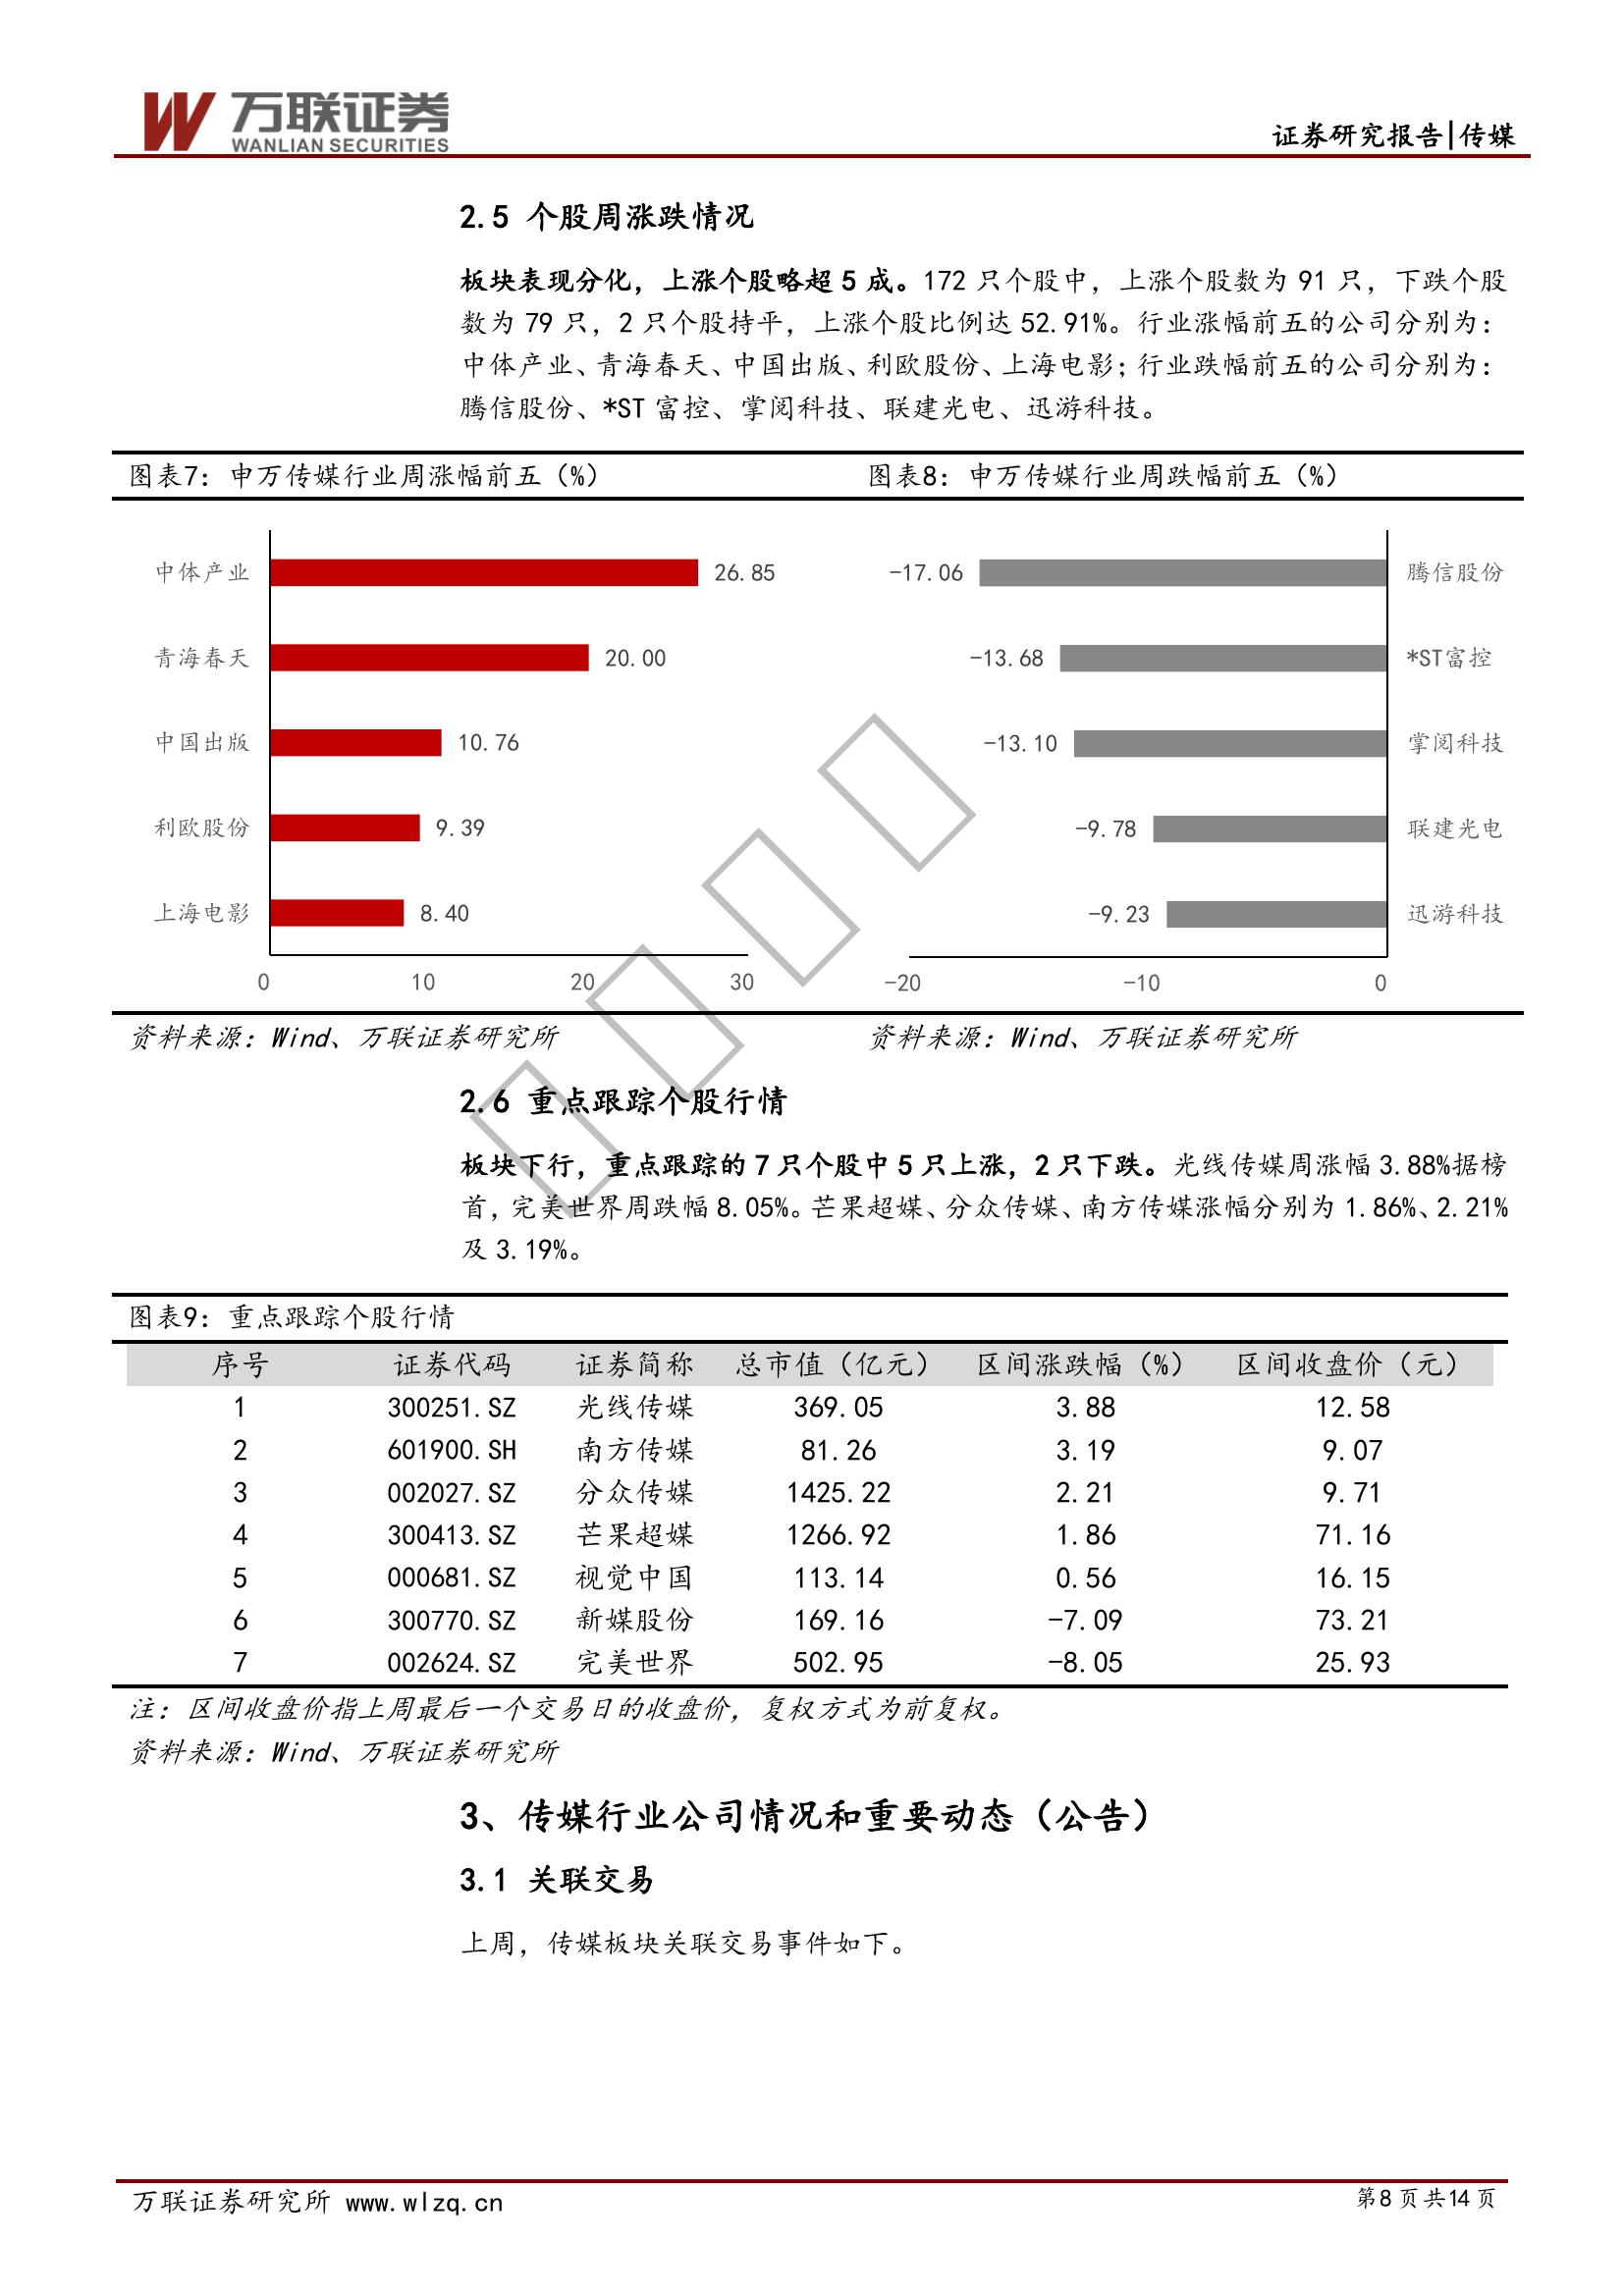 万联证券
WANLIAN SECURITIES
证券研究报告|传媒
2.5 个股周涨跌情况
板块表现分化，上涨个股略超 5 成。172 只个股中，上涨个股数为 91 只，下跌个股
数为 79 只，2 只个股持平，上涨个股比例达 52.91%。行业涨幅前五的公司分别为：
中体产业、青海春天、中国出版、利欧股份、上海电影；行业跌幅前五的公司分别为：
腾信股份、*ST 富控、掌阅科技、联建光电、迅游科技。
图表7：申万传媒行业周涨幅前五（%）
中体产业 26.85
青海春天 20.00
中国出版 10.76
利欧股份 9.39
上海电影 8.40
0 10 20 30
资料来源：Wind、万联证券研究所
图表8：申万传媒行业周跌幅前五（%）
-17.06 腾信股份
-13.68 *ST富控
-13.10 掌阅科技
-9.78 联建光电
-9.23 迅游科技
-20 -10 0
资料来源：Wind、万联证券研究所
2.6 重点跟踪个股行情
板块下行，重点跟踪的 7 只个股中 5 只上涨，2 只下跌。光线传媒周涨幅 3.88%据榜
首，完美世界周跌幅 8.05%。芒果超媒、分众传媒、南方传媒涨幅分别为 1.86%、2.21%
及 3.19%。
图表9：重点跟踪个股行情
序号 证券代码 证券简称 总市值（亿元） 区间涨跌幅（%） 区间收盘价（元）
1 300251.SZ 光线传媒 369.05 3.88 12.58
2 601900.SH 南方传媒 81.26 3.19 9.07
3 002027.SZ 分众传媒 1425.22 2.21 9.71
4 300413.SZ 芒果超媒 1266.92 1.86 71.16
5 000681.SZ 视觉中国 113.14 0.56 16.15
6 300770.SZ 新媒股份 169.16 -7.09 73.21
7 002624.SZ 完美世界 502.95 -8.05 25.93
注：区间收盘价指上周最后一个交易日的收盘价，复权方式为前复权。
资料来源：Wind、万联证券研究所
3、传媒行业公司情况和重要动态（公告）
3.1 关联交易
上周，传媒板块关联交易事件如下。
万联证券研究所 www.wlzq.cn
第8页共14页